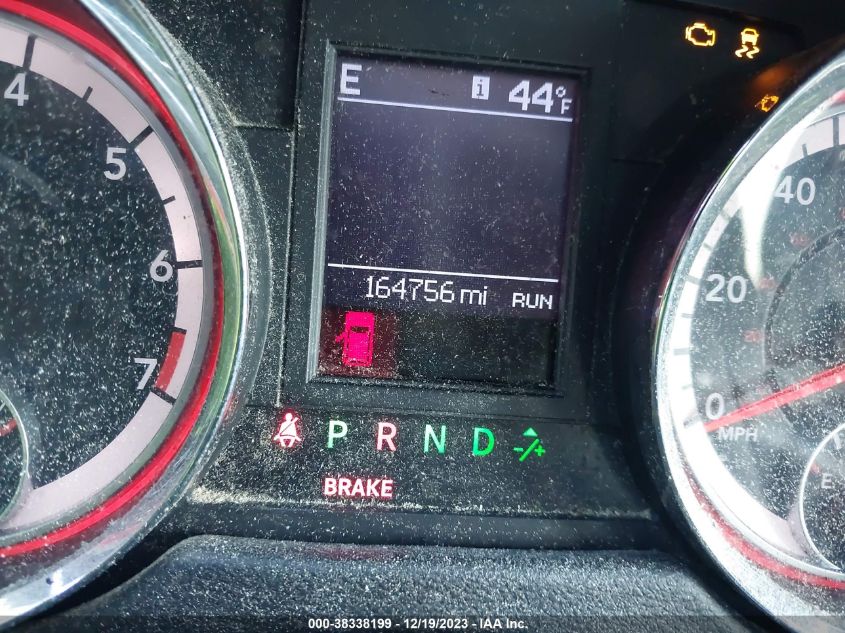 E i 44°F
4
5
6
7
40
20
0
MPH
164756 mi RUN
P R N D -/+
BRAKE
E
000-38338199 - 12/19/2023 - IAA Inc.